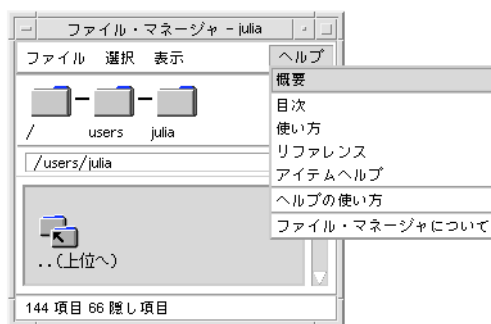 ファイル・マネージャ - julia
ファイル 選択 表示 ヘルプ
概要
目次
使い方
リファレンス
アイテムヘルプ
ヘルプの使い方
ファイル・マネージャについて
/ users julia
/users/julia
..(上位へ)
144 項目 66 隠し項目